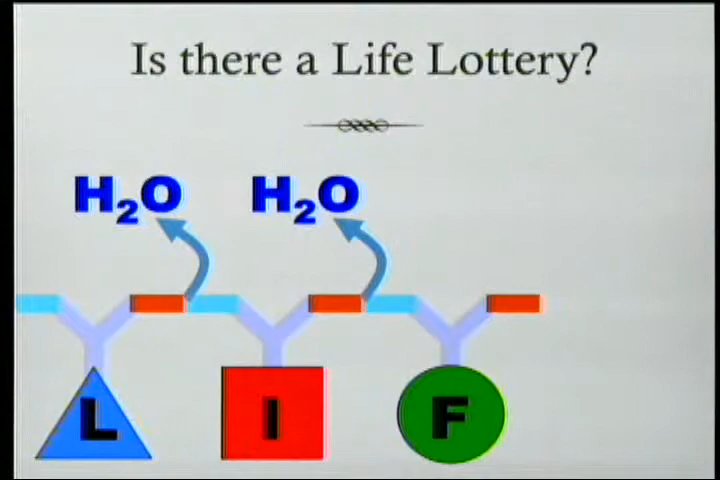 Is there a Life Lottery?
H₂O H₂O
L I F